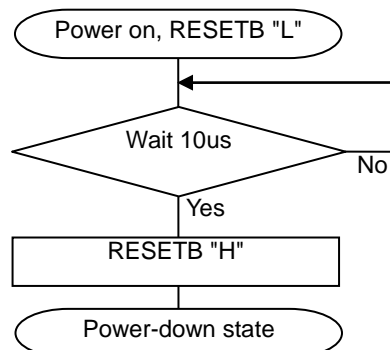 Power on, RESETB "L"
Wait 10us
No
Yes
RESETB "H"
Power-down state